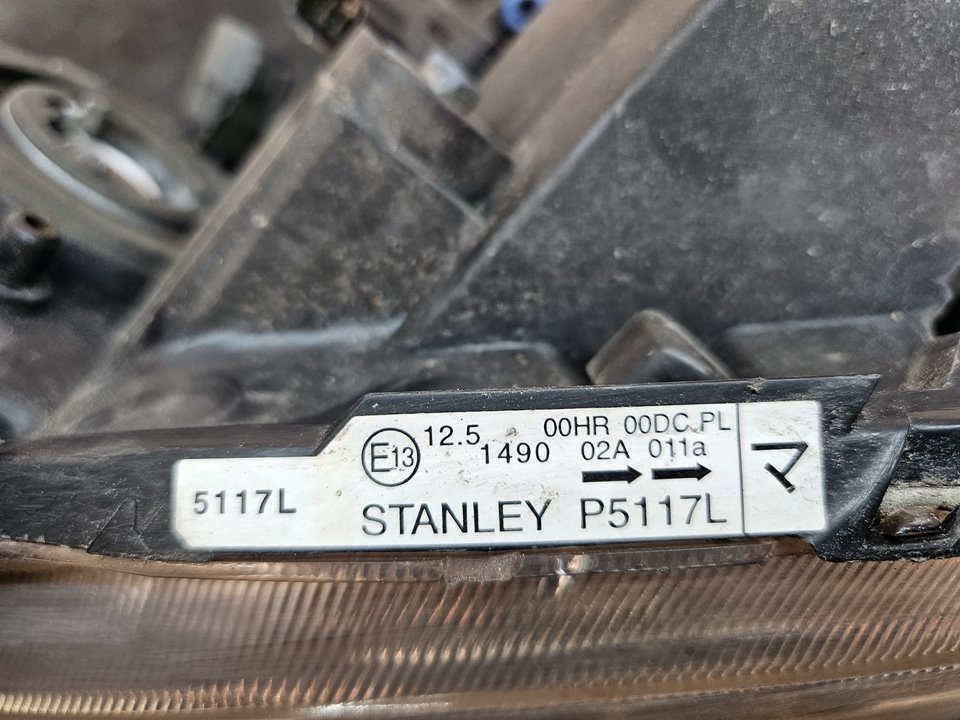 12.5 00HR 00DC PL
E13 1490 02A 011a
5117L STANLEY P5117L
マ